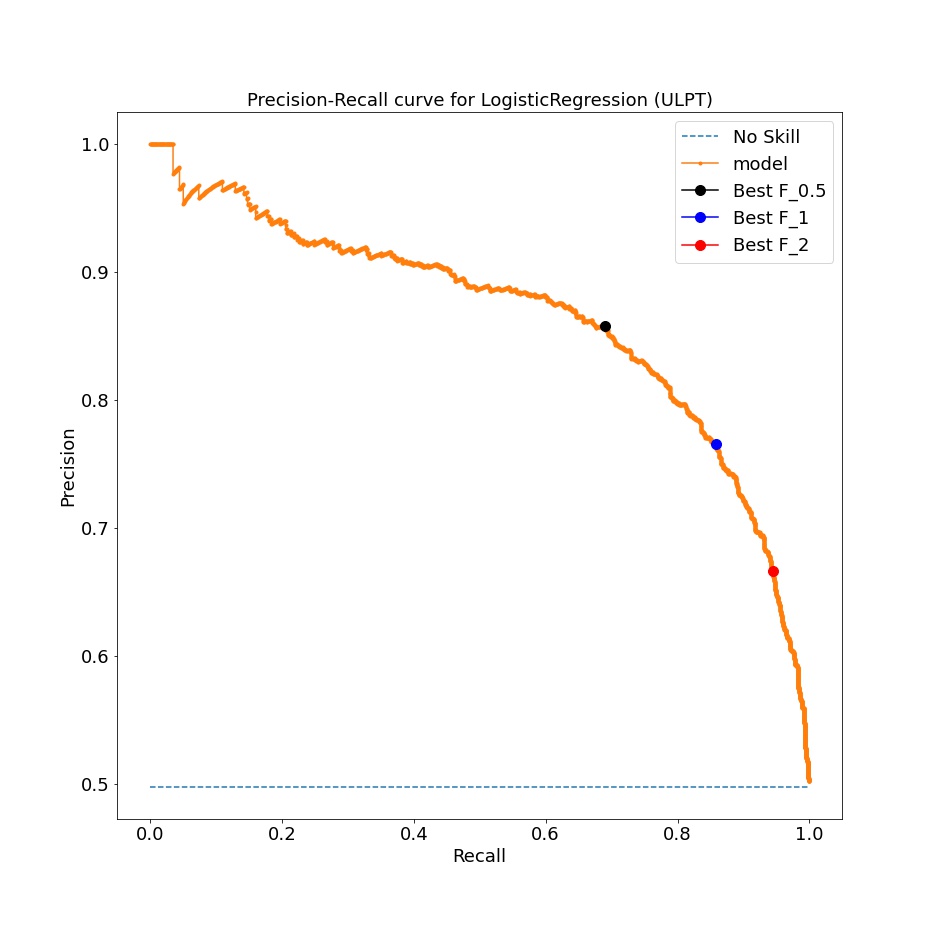 Precision-Recall curve for LogisticRegression (ULPT)
No Skill
model
Best F_0.5
Best F_1
Best F_2
Precision
1.0
0.9
0.8
0.7
0.6
0.5
0.0 0.2 0.4 0.6 0.8 1.0
Recall